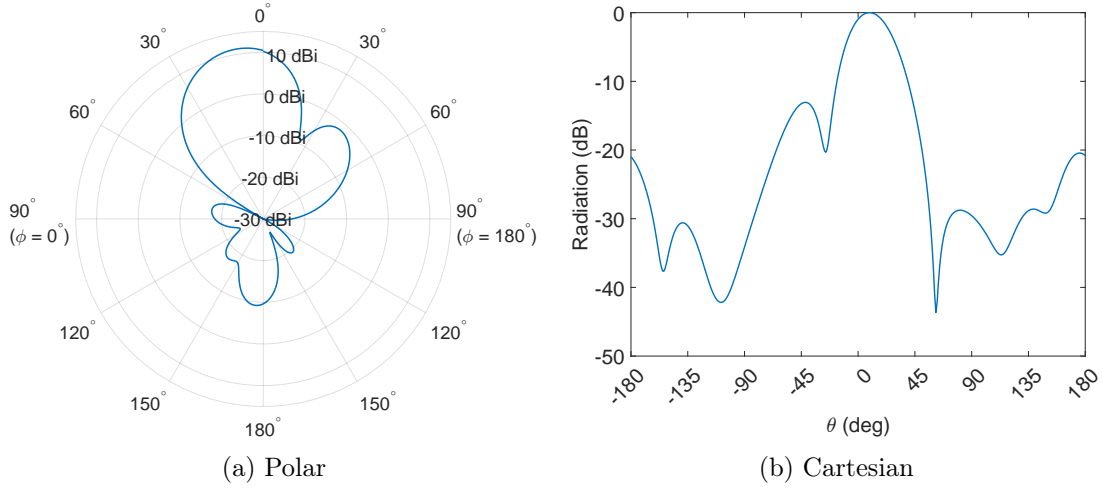 0°
30°
30°
60°
60°
90°
(ϕ = 0°)
90°
(ϕ = 180°)
120°
120°
150°
150°
180°
10 dBi
0 dBi
-10 dBi
-20 dBi
-30 dBi
(a) Polar
0
-10
-20
-30
-40
-50
Radiation (dB)
-180
-135
-90
-45
0
45
90
135
180
θ (deg)
(b) Cartesian